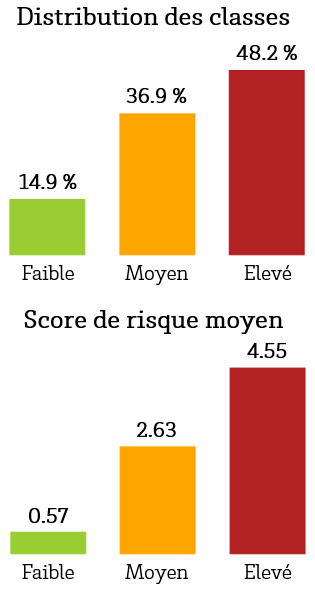 Distribution des classes
48.2 %
36.9 %
14.9 %
Faible Moyen Elevé
Score de risque moyen
4.55
2.63
0.57
Faible Moyen Elevé